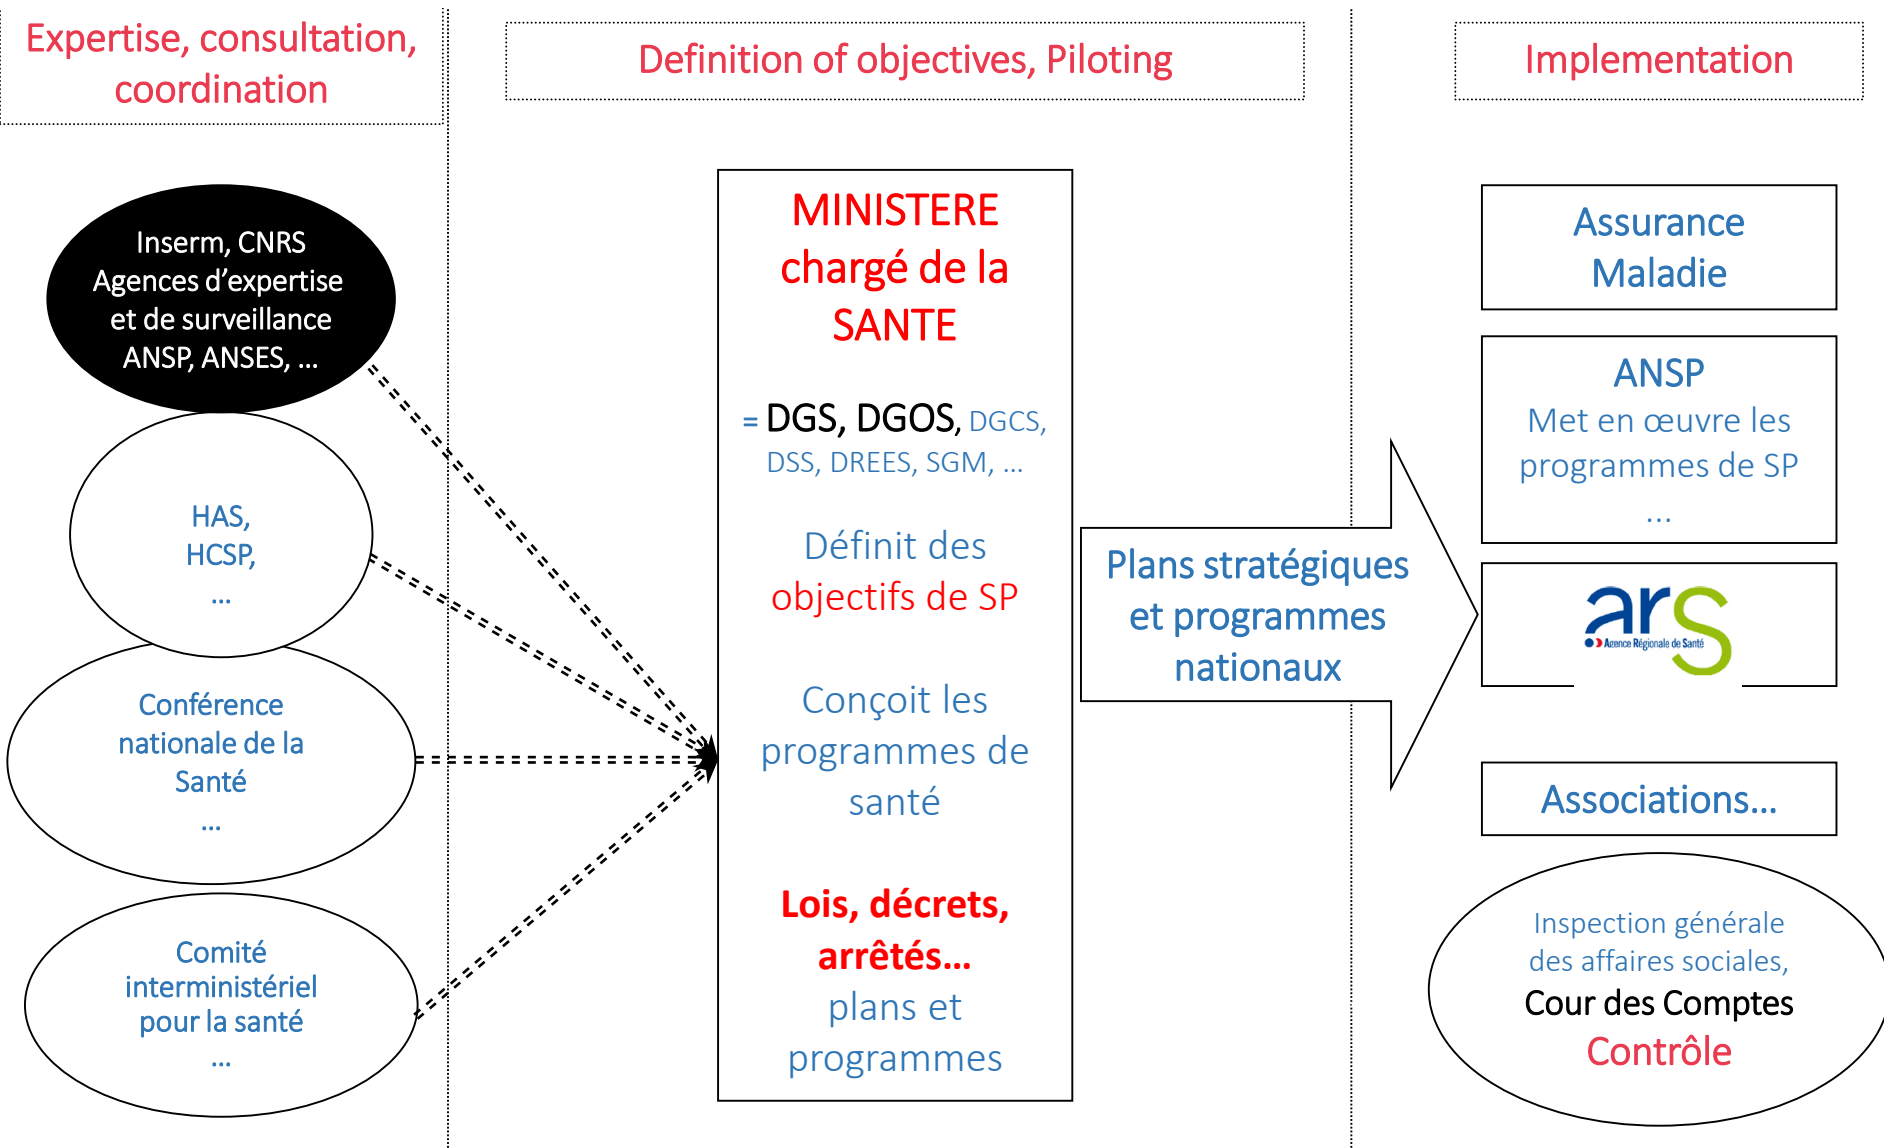 Expertise, consultation,
coordination
Definition of objectives, Piloting
Implementation
Inserm, CNRS
Agences d’expertise
et de surveillance
ANSP, ANSES, ...
HAS,
HCSP,
...
Conférence
nationale de la
Santé
...
Comité
interministériel
pour la santé
...
MINISTERE
chargé de la
SANTE
= DGS, DGOS, DGCS,
DSS, DREES, SGM, ...
Définit des
objectifs de SP
Conçoit les
programmes de
santé
Lois, décrets,
arrêtés...
plans et
programmes
Plans stratégiques
et programmes
nationaux
Assurance
Maladie
ANSP
Met en œuvre les
programmes de SP
...
ars
Agence Régionale de Santé
Associations...
Inspection générale
des affaires sociales,
Cour des Comptes
Contrôle